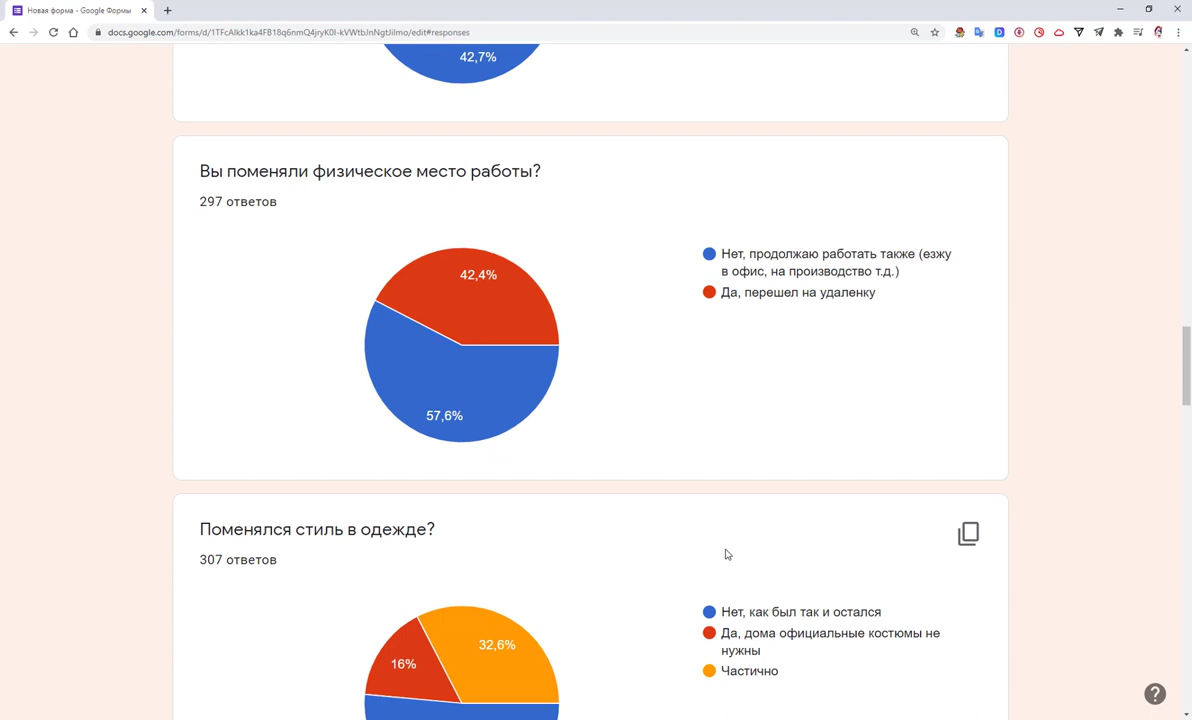 Новая форма - Google Формы
docs.google.com/forms/d/1TFcAlkk1ka4FB18q6nmQ4jryK0I-kVWtbJnNgtJiImo/edit#responses
42,7%
Вы поменяли физическое место работы?
297 ответов
42,4%
57,6%
Нет, продолжаю работать также (езжу
в офис, на производство т.д.)
Да, перешел на удаленку
Поменялся стиль в одежде?
307 ответов
32,6%
16%
Нет, как был так и остался
Да, дома официальные костюмы не
нужны
Частично